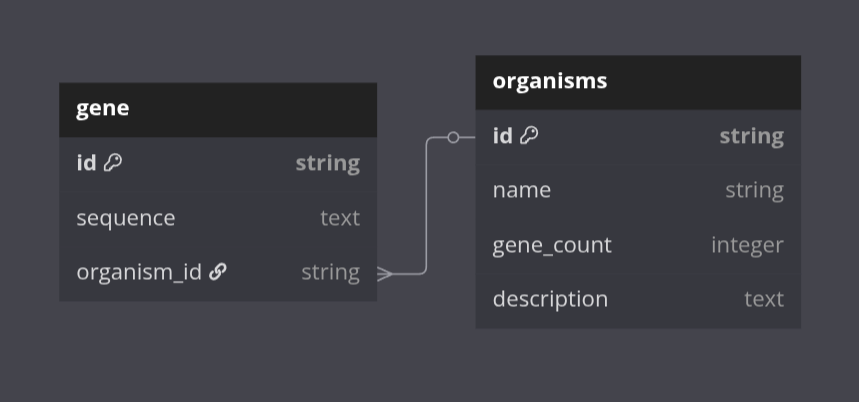 gene
id string
sequence text
organism_id string
organisms
id string
name string
gene_count integer
description text